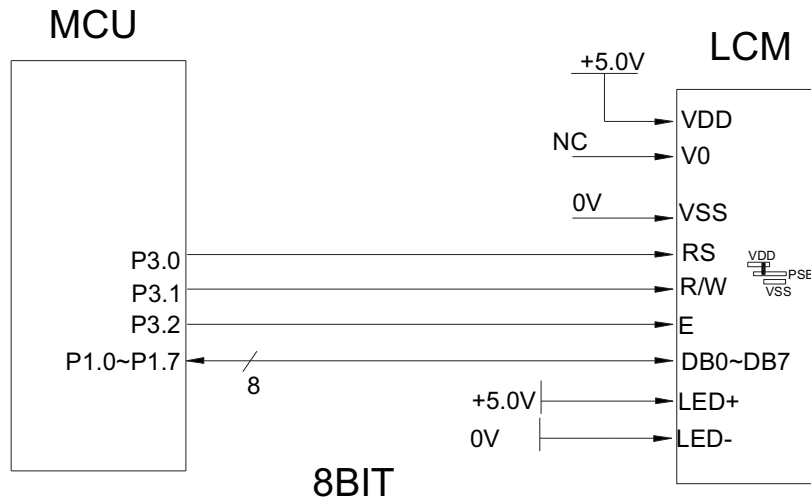 MCU
LCM
+5.0V
VDD
NC
V0
0V
VSS
P3.0
RS
VDD
PSB
VSS
P3.1
R/W
P3.2
E
P1.0~P1.7
8
DB0~DB7
+5.0V
LED+
0V
LED-
8BIT